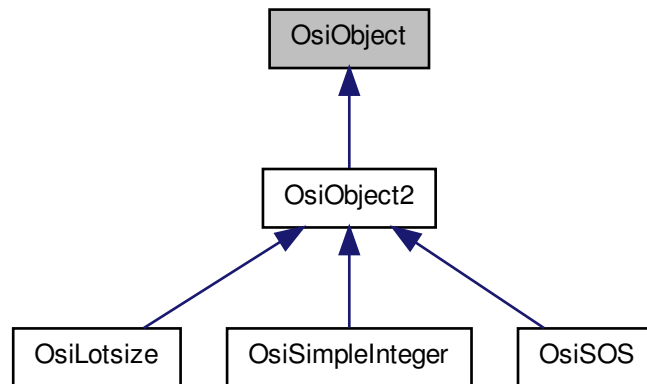 OsiObject
OsiObject2
OsiLotsize
OsiSimpleInteger
OsiSOS